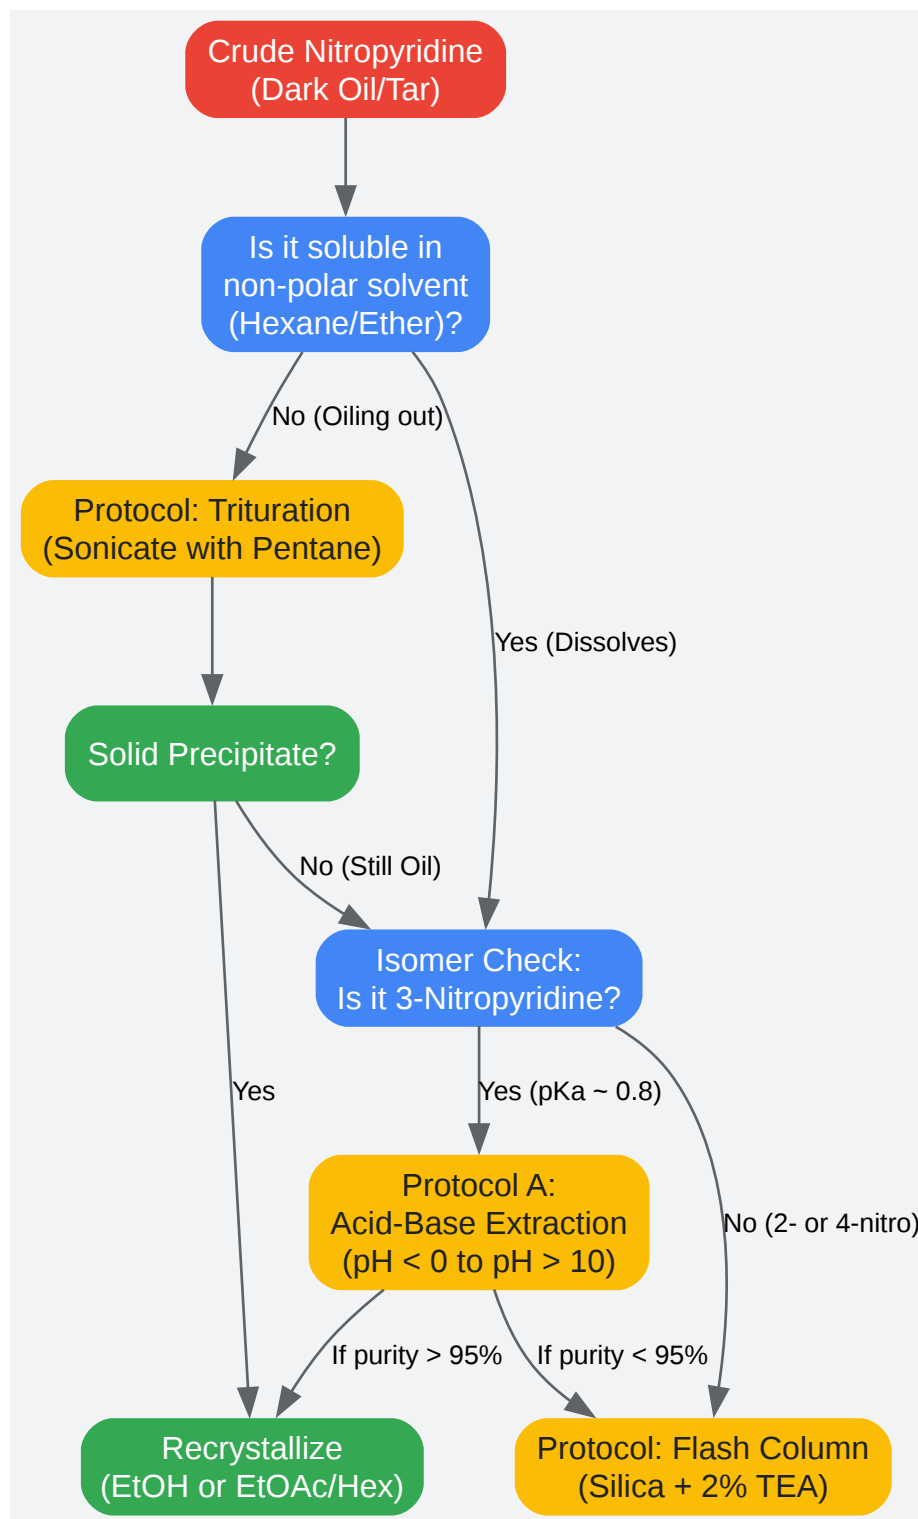 Crude Nitropyridine
(Dark Oil/Tar)
Is it soluble in
non-polar solvent
(Hexane/Ether)?
No (Oiling out)
Protocol: Trituration
(Sonicate with Pentane)
Yes (Dissolves)
Solid Precipitate?
No (Still Oil)
Isomer Check:
Is it 3-Nitropyridine?
Yes
Yes (pKa ~ 0.8)
Protocol A:
Acid-Base Extraction
(pH < 0 to pH > 10)
No (2- or 4-nitro)
If purity > 95%
If purity < 95%
Recrystallize
(EtOH or EtOAc/Hex)
Protocol: Flash Column
(Silica + 2% TEA)